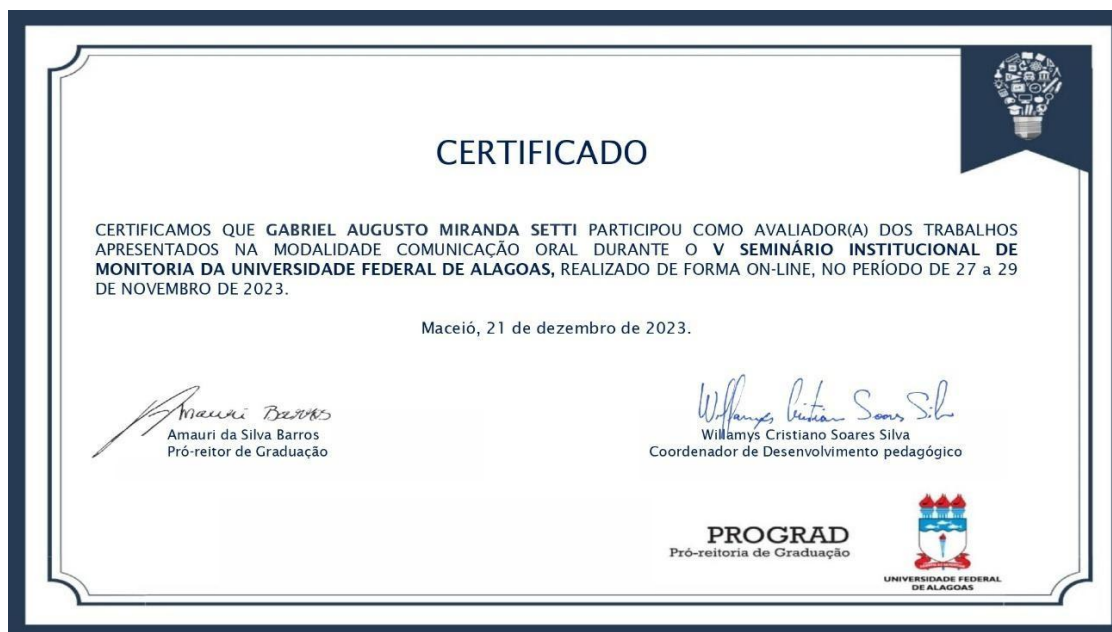 CERTIFICADO
CERTIFICAMOS QUE GABRIEL AUGUSTO MIRANDA SETTI PARTICIPOU COMO AVALIADOR(A) DOS TRABALHOS
APRESENTADOS NA MODALIDADE COMUNICAÇÃO ORAL DURANTE O V SEMINÁRIO INSTITUCIONAL DE
MONITORIA DA UNIVERSIDADE FEDERAL DE ALAGOAS, REALIZADO DE FORMA ON-LINE, NO PERÍODO DE 27 a 29
DE NOVEMBRO DE 2023.
Maceió, 21 de dezembro de 2023.
Amauri Barros
Amauri da Silva Barros
Pró-reitor de Graduação
Willamys Cristiano Soares Silva
Willamys Cristiano Soares Silva
Coordenador de Desenvolvimento pedagógico
PROGRAD
Pró-reitoria de Graduação
UNIVERSIDADE FEDERAL
DE ALAGOAS